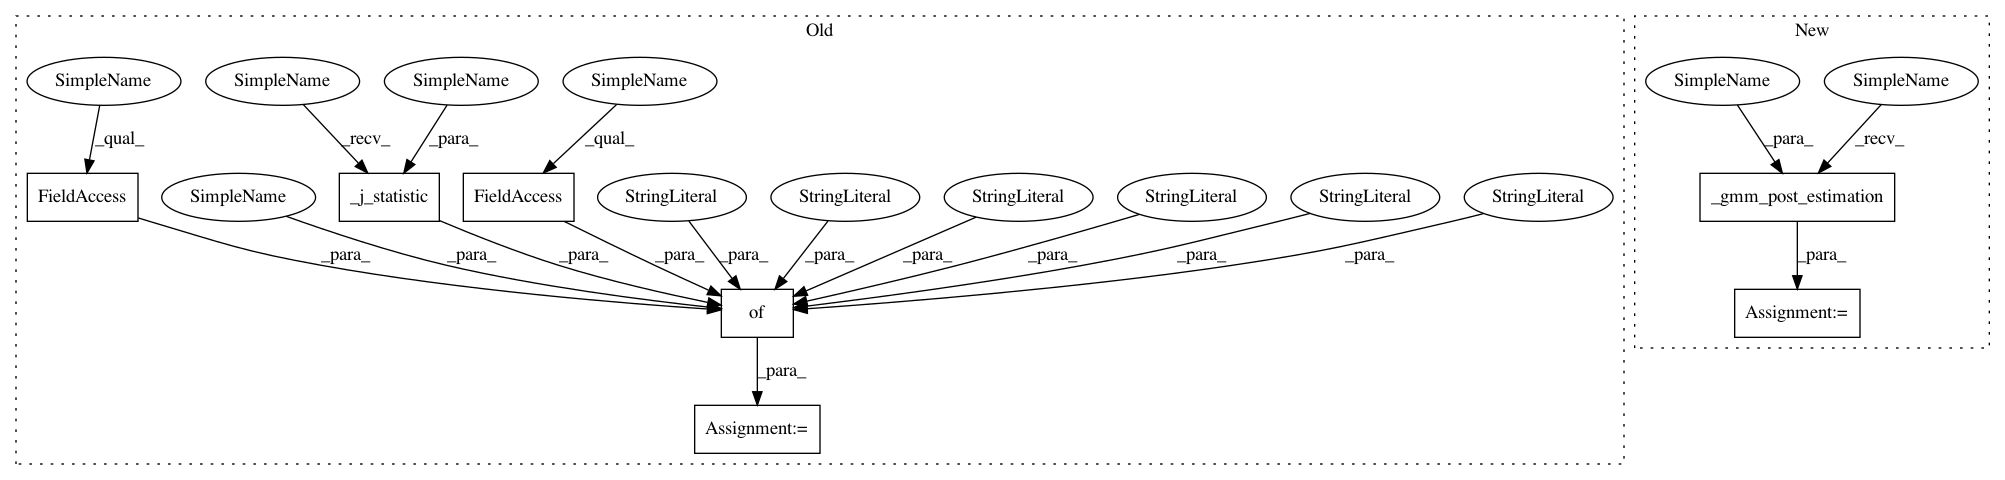 Old
New
SimpleName
SimpleName
SimpleName
SimpleName
SimpleName
SimpleName
_qual_
_recv_
_para_
_qual_
_para_
_recv_
FieldAccess
SimpleName
_j_statistic
FieldAccess
StringLiteral
StringLiteral
StringLiteral
StringLiteral
StringLiteral
StringLiteral
_gmm_post_estimation
_para_
_para_
_para_
_para_
_para_
_para_
_para_
_para_
_para_
_para_
_para_
of
Assignment:=
_para_
Assignment:=